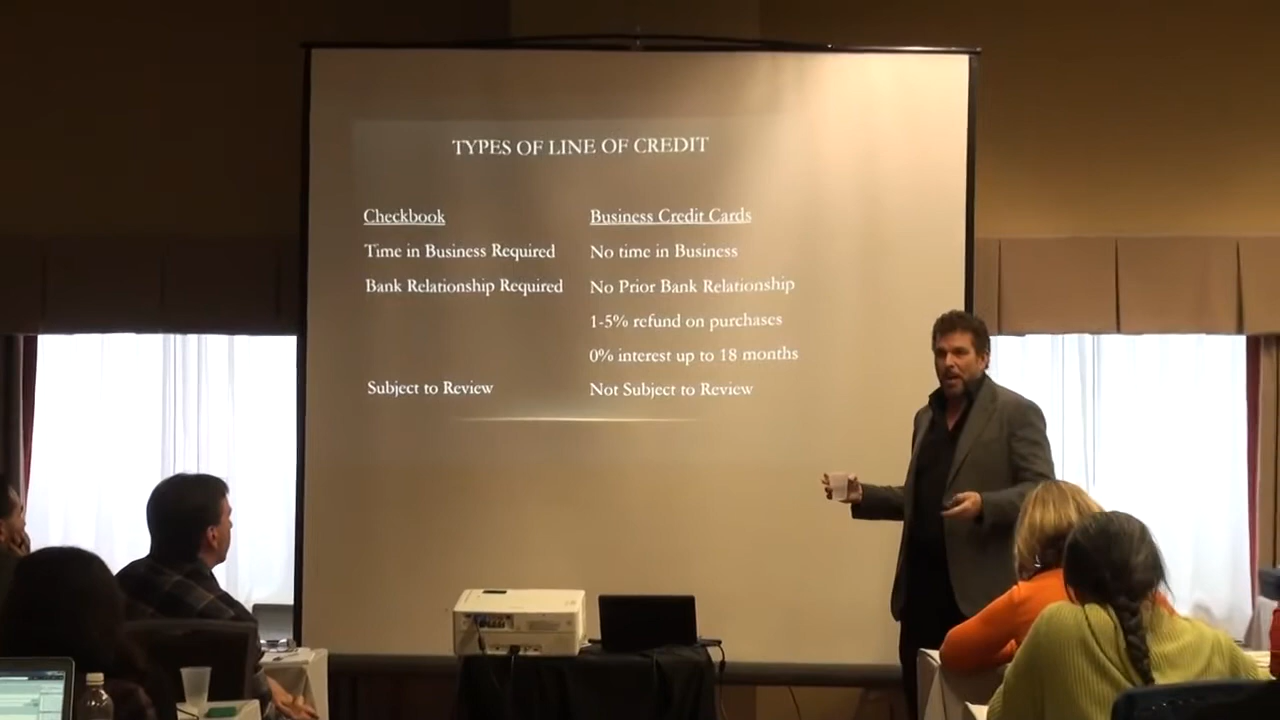 TYPES OF LINE OF CREDIT
Checkbook
Business Credit Cards
Time in Business Required
No time in Business
Bank Relationship Required
No Prior Bank Relationship
1-5% refund on purchases
0% interest up to 18 months
Subject to Review
Not Subject to Review